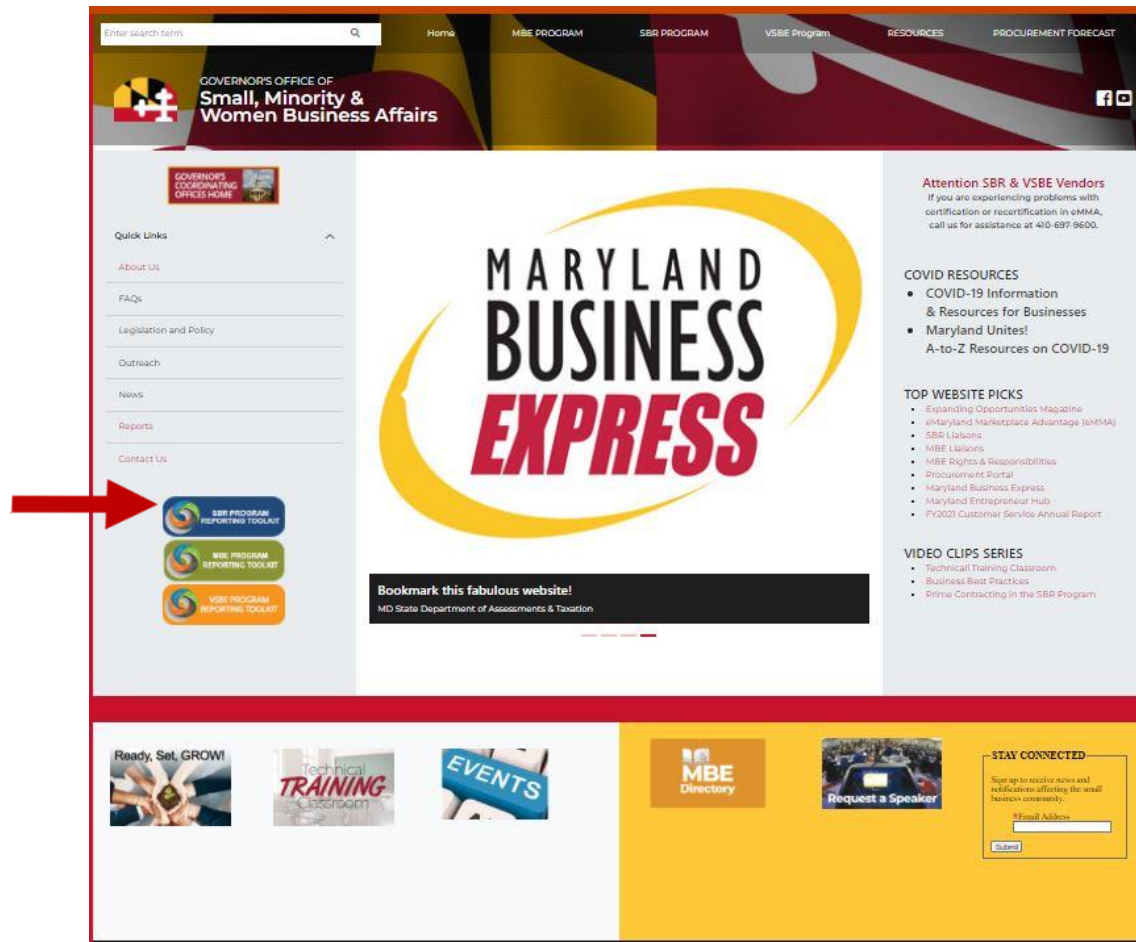 Enter search term
Home
MBE PROGRAM
SBR PROGRAM
VSBE Program
RESOURCES
PROCUREMENT FORECAST
GOVERNOR'S OFFICE OF
Small, Minority &
Women Business Affairs
GOVERNOR'S
COORDINATING
OFFICES HOME
Quick Links
About Us
FAQs
Legislation and Policy
Outreach
News
Reports
Contact Us
SBR PROGRAM
REPORTING TOOLKIT
MBE PROGRAM
REPORTING TOOLKIT
VSBE PROGRAM
REPORTING TOOLKIT
MARYLAND
BUSINESS
EXPRESS
Bookmark this fabulous website!
MD State Department of Assessments & Taxation
Attention SBR & VSBE Vendors
If you are experiencing problems with
certification or recertification in eMMA,
call us for assistance at 410-697-9600.
COVID RESOURCES
• COVID-19 Information
& Resources for Businesses
• Maryland Unites!
A-to-Z Resources on COVID-19
TOP WEBSITE PICKS
• Expanding Opportunities Magazine
• eMaryland Marketplace Advantage (eMMA)
• SBR Liaisons
• MBE Liaisons
• MBE Rights & Responsibilities
• Procurement Portal
• Maryland Business Express
• Maryland Entrepreneur Hub
• FY2021 Customer Service Annual Report
VIDEO CLIPS SERIES
• Technicall Training Classroom
• Business Best Practices
• Prime Contracting in the SBR Program
Ready, Set, GROW!
Technical
TRAINING
Classroom
EVENTS
MBE
Directory
Request a Speaker
STAY CONNECTED
Sign up to receive news and
notifications affecting the small
business community.
*Email Address
Submit